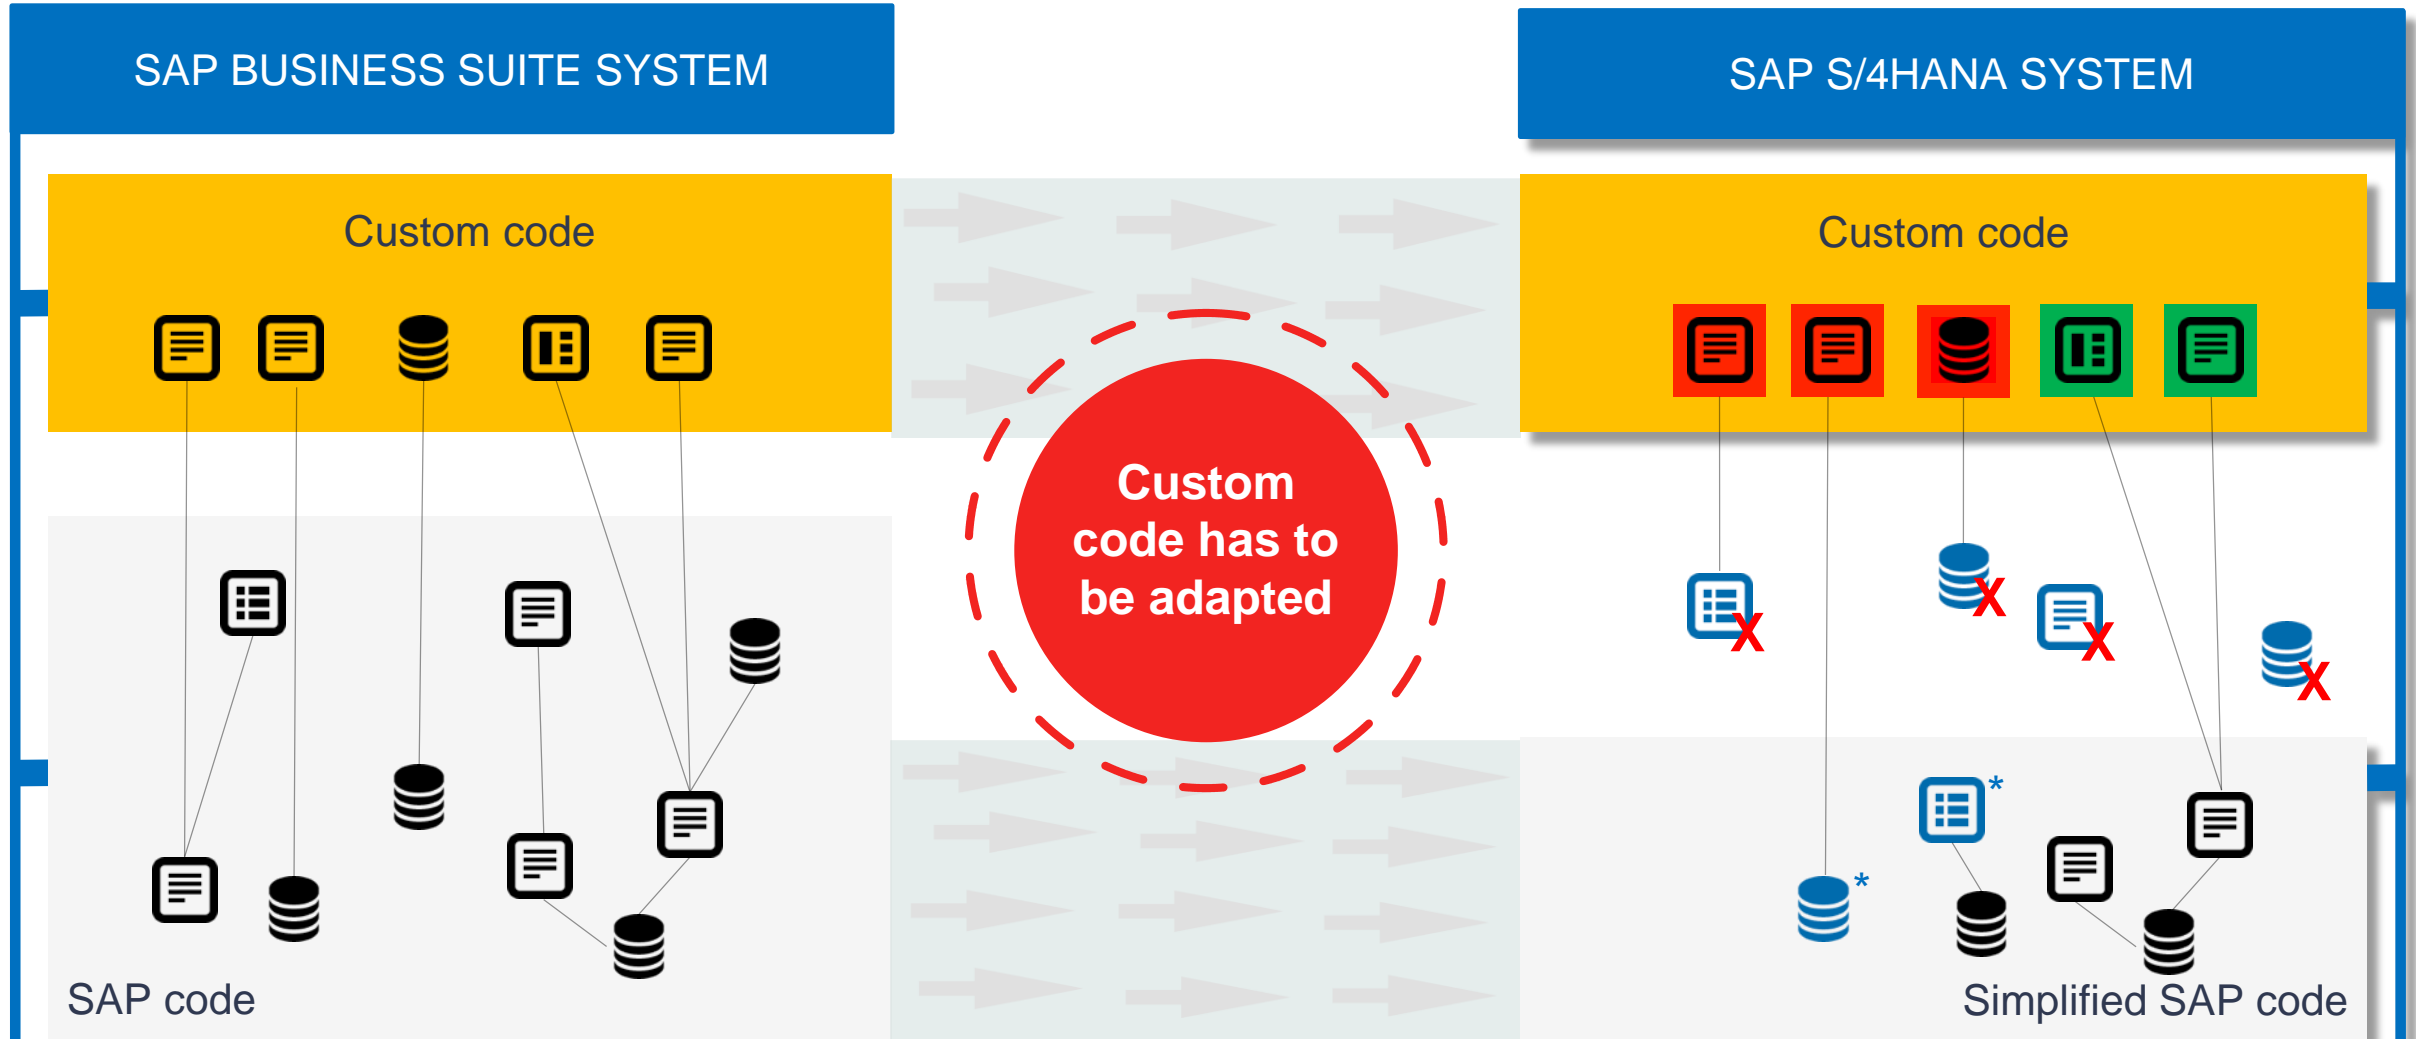 SAP BUSINESS SUITE SYSTEM
SAP S/4HANA SYSTEM
Custom code
Custom code
Custom
code has to
be adapted
X
X
X
X
*
*
SAP code
Simplified SAP code